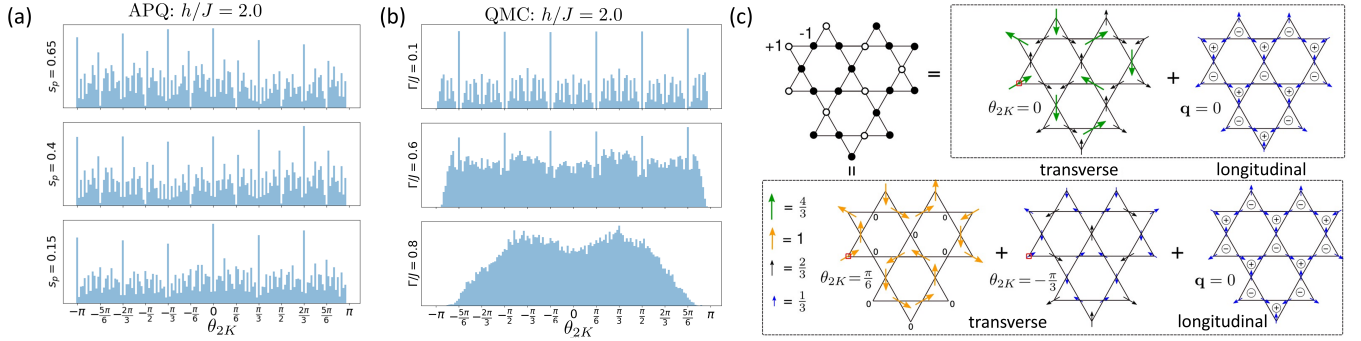 (a)
APQ: h/J = 2.0
s_p = 0.65
s_p = 0.4
s_p = 0.15
−π −5π/6 −2π/3 −π/2 −π/3 −π/6 0 π/6 π/3 π/2 2π/3 5π/6 π
θ_2K
(b)
QMC: h/J = 2.0
Γ/J = 0.1
Γ/J = 0.6
Γ/J = 0.8
−π −5π/6 −2π/3 −π/2 −π/3 −π/6 0 π/6 π/3 π/2 2π/3 5π/6 π
θ_2K
(c)
+1
-1
=
θ_2K = 0
+
q = 0
transverse
longitudinal
=
= 4/3
= 1
= 2/3
= 1/3
0 0
0
0 0
0 0
0 0
0
θ_2K = π/6
+
θ_2K = −π/3
+
q = 0
transverse
longitudinal